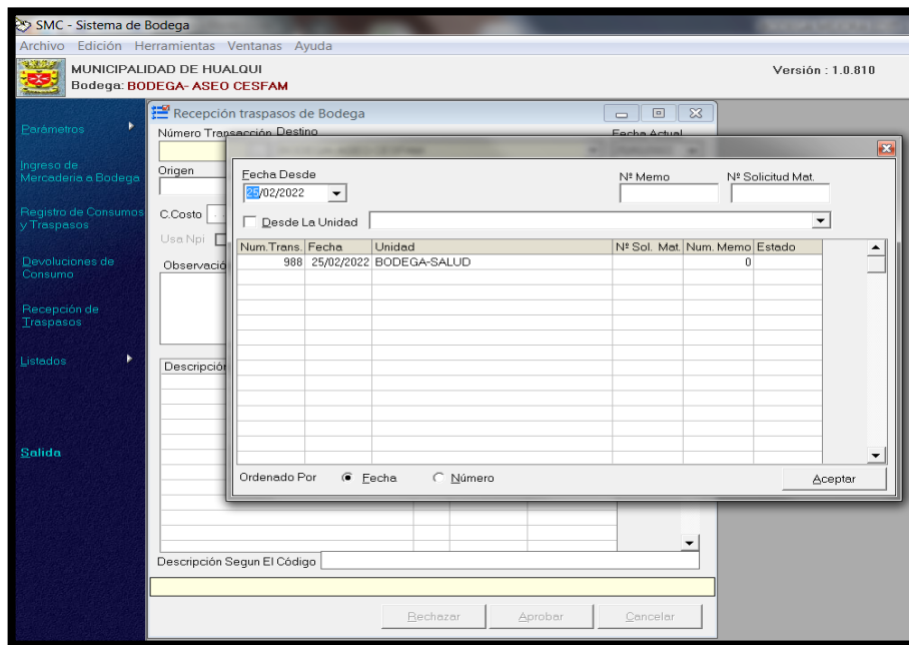 SMC - Sistema de Bodega
Archivo Edición Herramientas Ventanas Ayuda
MUNICIPALIDAD DE HUALQUI
Versión : 1.0.810
Bodega: BODEGA- ASEO CESFAM
Parámetros
Ingreso de
Mercaderia a Bodega
Registro de Consumos
y Traspasos
Devoluciones de
Consumo
Recepción de
Traspasos
Listados
Salida
Recepción traspasos de Bodega
Número Transacción Destino
Fecha Actual
Origen
C.Costo
Usa Npi
Observació
Descripción
Fecha Desde
25/02/2022
Nº Memo
Nº Solicitud Mat.
Desde La Unidad
Num.Trans. Fecha Unidad Nº Sol. Mat. Num. Memo Estado
988 25/02/2022 BODEGA-SALUD 0
Ordenado Por Fecha Número
Aceptar
Descripción Segun El Código
Rechazar Aprobar Cancelar